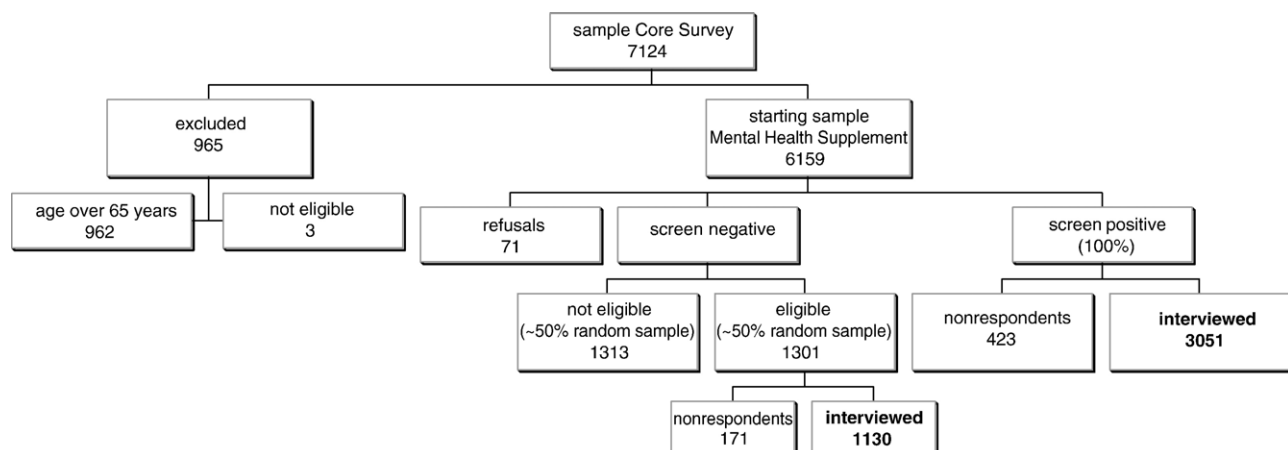 sample Core Survey
7124
excluded
965
starting sample
Mental Health Supplement
6159
age over 65 years
962
not eligible
3
refusals
71
screen negative
screen positive
(100%)
not eligible
(~50% random sample)
1313
eligible
(~50% random sample)
1301
nonrespondents
423
interviewed
3051
nonrespondents
171
interviewed
1130